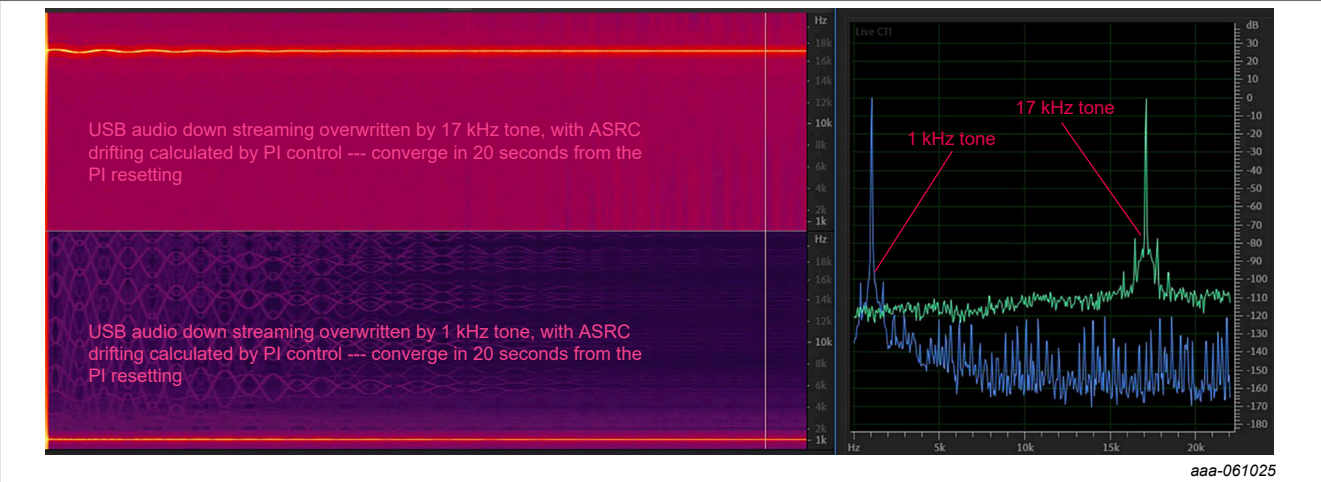 Hz
18k
16k
14k
12k
10k
8k
6k
4k
2k
1k
USB audio down streaming overwritten by 17 kHz tone, with ASRC
drifting calculated by PI control --- converge in 20 seconds from the
PI resetting
Hz
18k
16k
14k
12k
10k
8k
6k
4k
2k
1k
USB audio down streaming overwritten by 1 kHz tone, with ASRC
drifting calculated by PI control --- converge in 20 seconds from the
PI resetting
Live CTI
17 kHz tone
1 kHz tone
dB
30
20
10
0
-10
-20
-30
-40
-50
-60
-70
-80
-90
-100
-110
-120
-130
-140
-150
-160
-170
-180
Hz 5k 10k 15k 20k
aaa-061025